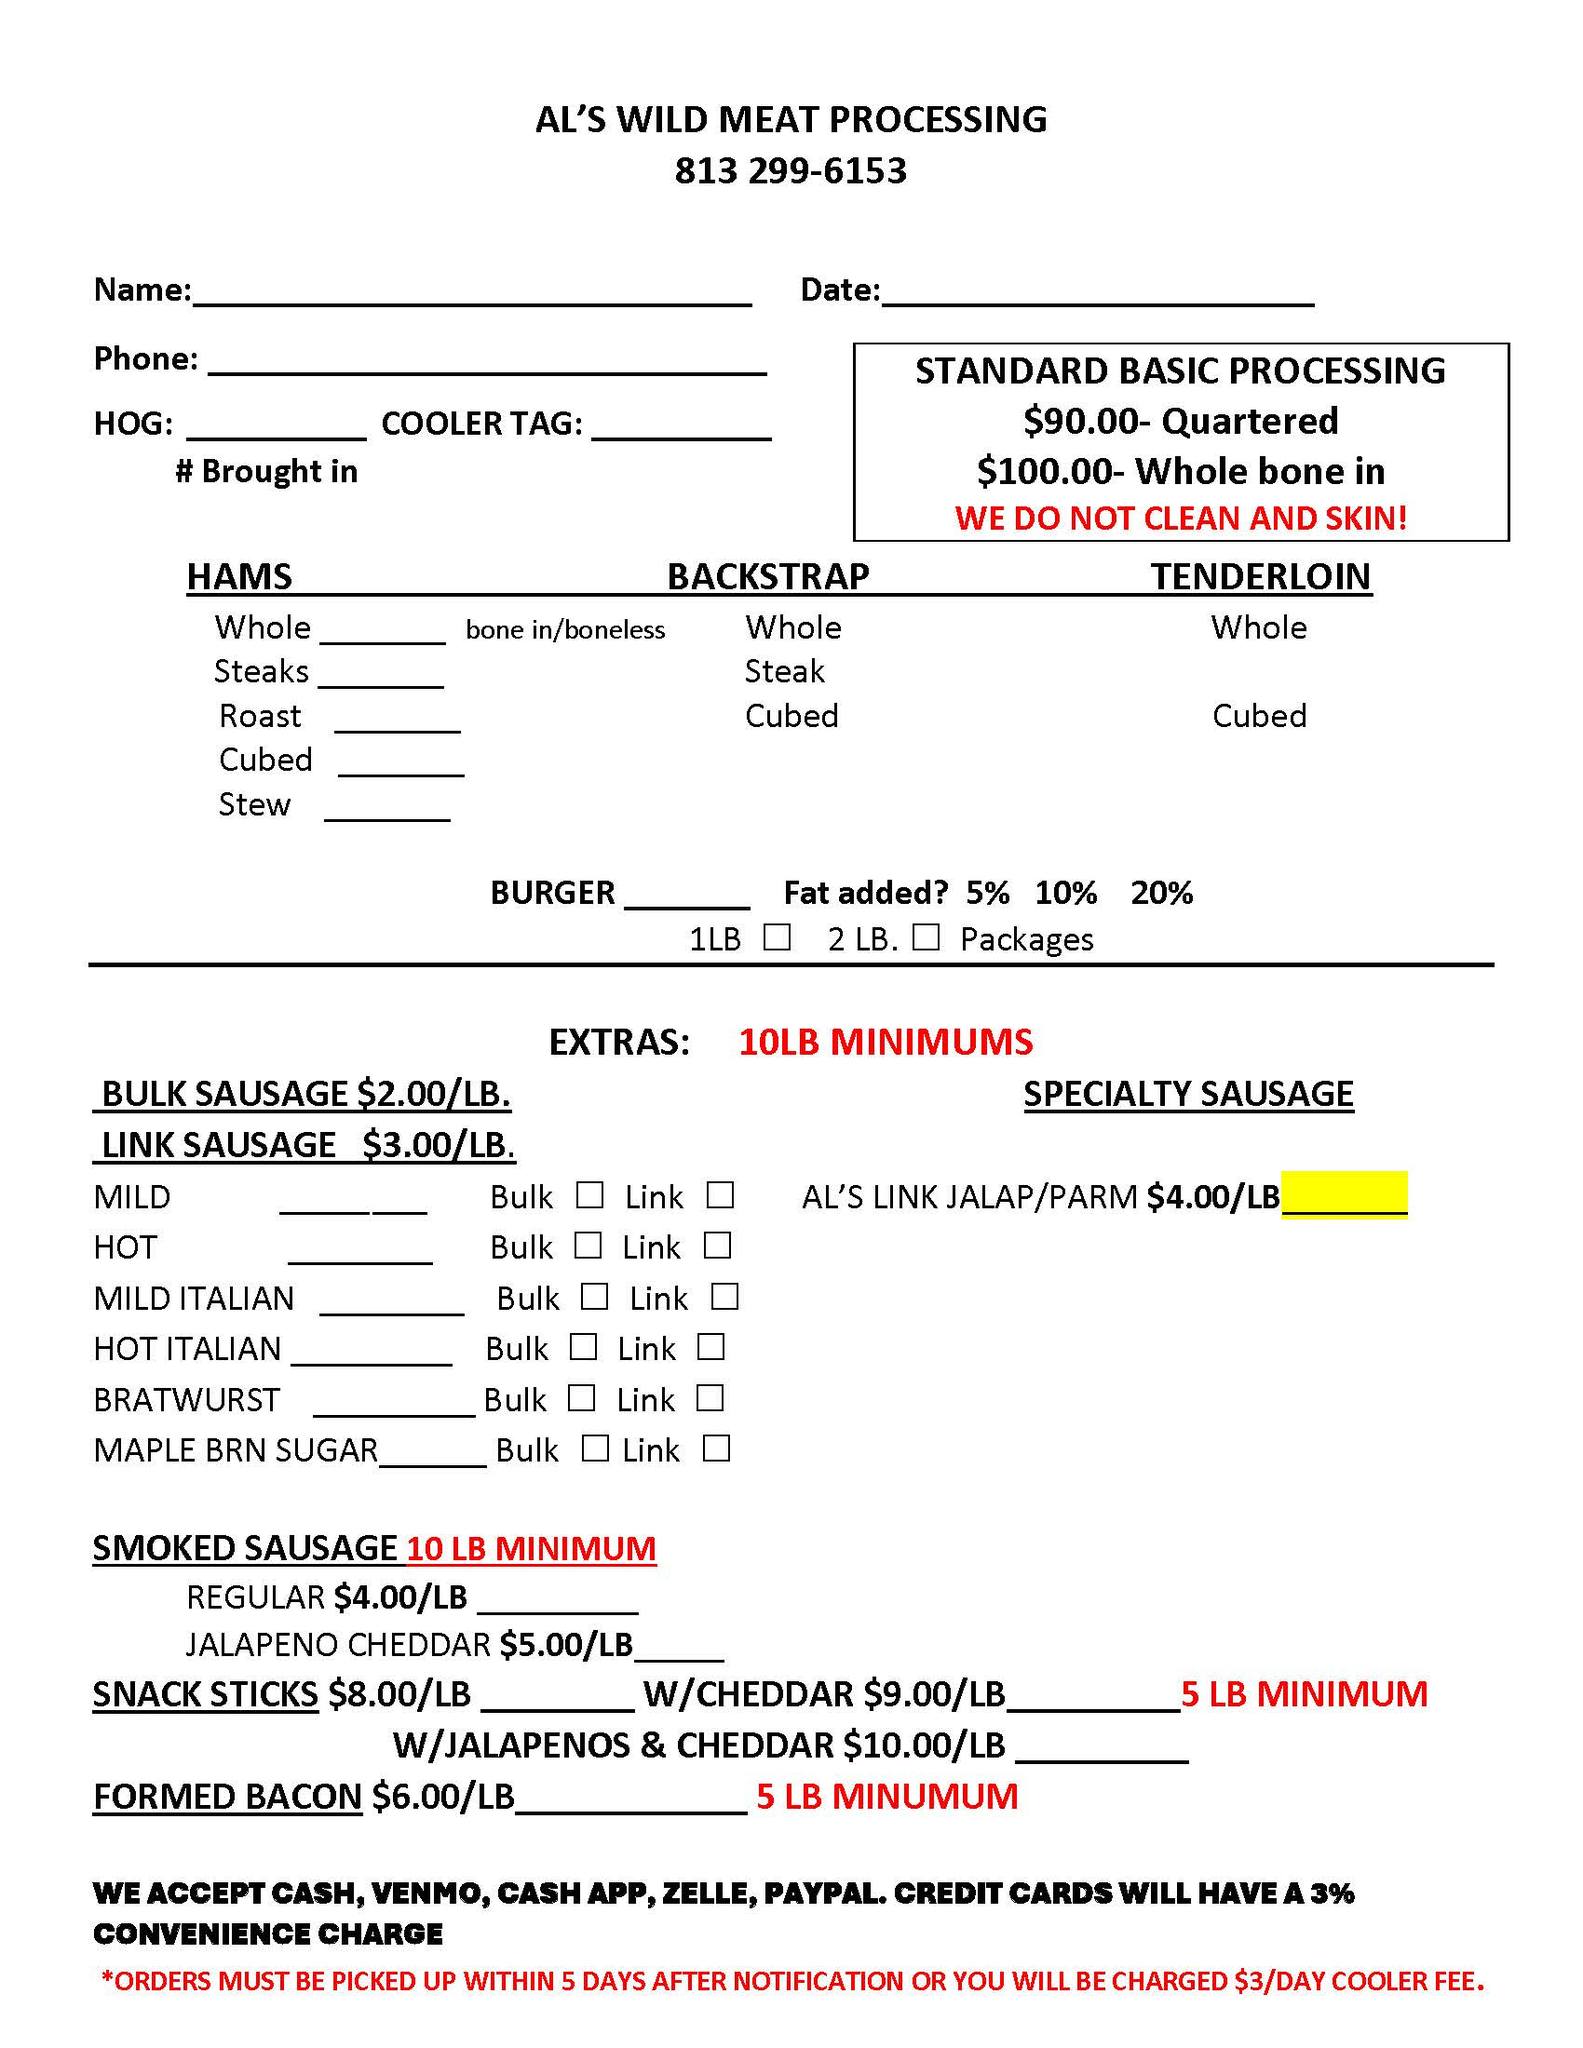 AL'S WILD MEAT PROCESSING
813 299-6153
Name:____________________ Date:____________________
Phone: ____________________
STANDARD BASIC PROCESSING
$90.00- Quartered
$100.00- Whole bone in
WE DO NOT CLEAN AND SKIN!
HOG: __________ COOLER TAG: __________
# Brought in
HAMS BACKSTRAP TENDERLOIN
Whole _______ bone in/boneless Whole Whole
Steaks _______ Steak
Roast _______ Cubed Cubed
Cubed _______
Stew _______
BURGER _______ Fat added? 5% 10% 20%
1LB ☐ 2 LB. ☐ Packages
EXTRAS: 10LB MINIMUMS
BULK SAUSAGE $2.00/LB. SPECIALTY SAUSAGE
LINK SAUSAGE $3.00/LB.
MILD _____ ___ Bulk ☐ Link ☐ AL'S LINK JALAP/PARM $4.00/LB_______
HOT ________ Bulk ☐ Link ☐
MILD ITALIAN ________ Bulk ☐ Link ☐
HOT ITALIAN _________ Bulk ☐ Link ☐
BRATWURST _________ Bulk ☐ Link ☐
MAPLE BRN SUGAR______ Bulk ☐ Link ☐
SMOKED SAUSAGE 10 LB MINIMUM
REGULAR $4.00/LB _________
JALAPENO CHEDDAR $5.00/LB_____
SNACK STICKS $8.00/LB ________ W/CHEDDAR $9.00/LB_________5 LB MINIMUM
W/JALAPENOS & CHEDDAR $10.00/LB _________
FORMED BACON $6.00/LB____________ 5 LB MINUMUM
WE ACCEPT CASH, VENMO, CASH APP, ZELLE, PAYPAL. CREDIT CARDS WILL HAVE A 3%
CONVENIENCE CHARGE
*ORDERS MUST BE PICKED UP WITHIN 5 DAYS AFTER NOTIFICATION OR YOU WILL BE CHARGED $3/DAY COOLER FEE.